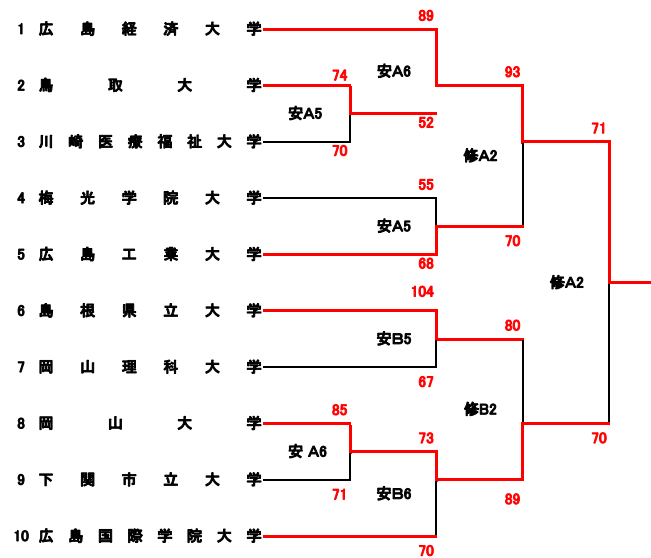 89
1 広島経済大学
93
安A6
74
2 鳥取大学
安A5
52
71
3 川崎医療福祉大学
70
修A2
55
4 梅光学院大学
安A5
70
5 広島工業大学
68
修A2
104
6 島根県立大学
80
安B5
7 岡山理科大学
67
85
修B2
8 岡山大学
73
70
安 A6
9 下関市立大学
71
安B6
89
10 広島国際学院大学
70